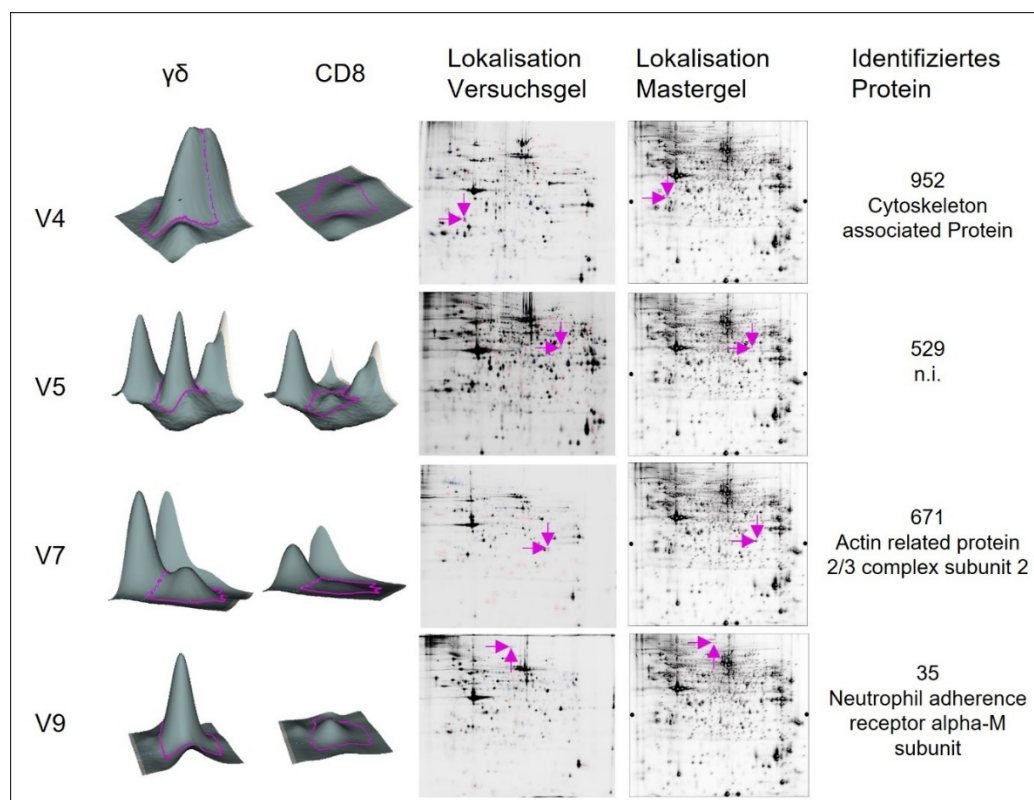 γδ
CD8
Lokalisation
Versuchsgel
Lokalisation
Mastergel
Identifiziertes
Protein
V4
952
Cytoskeleton
associated Protein
V5
529
n.i.
V7
671
Actin related protein
2/3 complex subunit 2
V9
35
Neutrophil adherence
receptor alpha-M
subunit